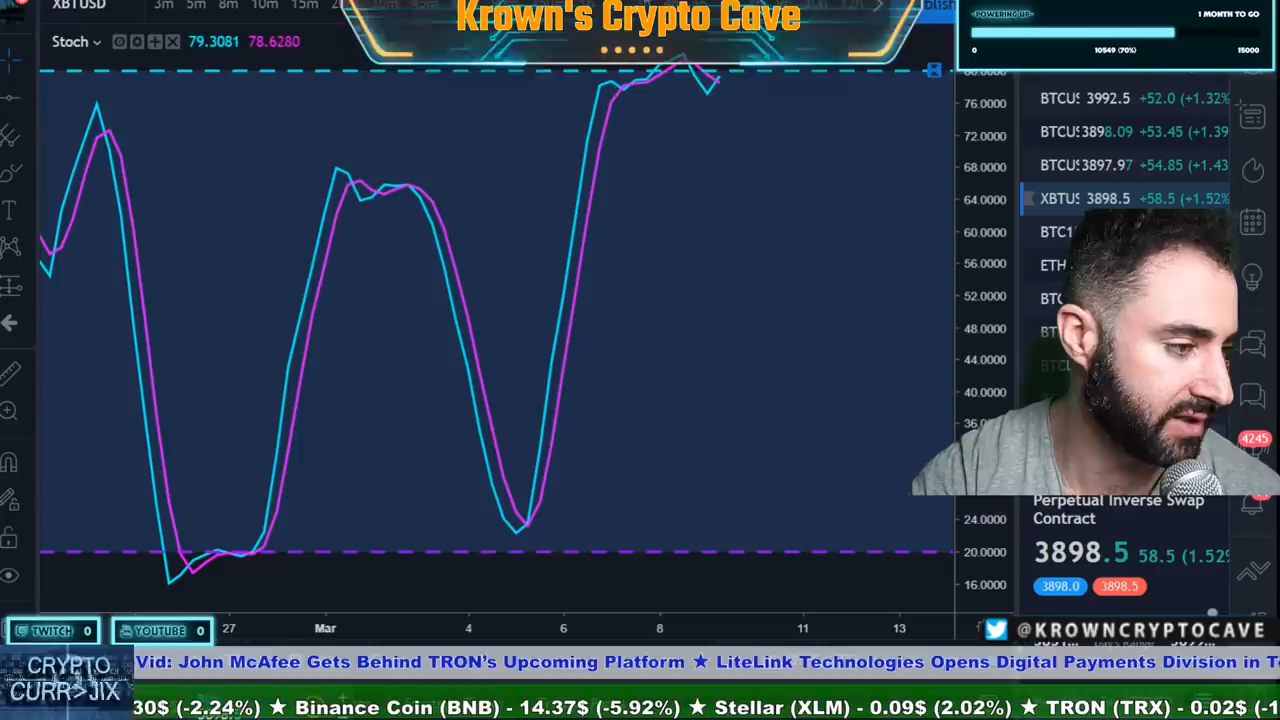 XBTUSD
3m
5m
8m
10m
15m
Krown's Crypto Cave
POWERING UP
1 MONTH TO GO
0
10549 (70%)
15000
Stoch
79.3081
78.6280
76.0000
72.0000
68.0000
64.0000
60.0000
56.0000
52.0000
48.0000
44.0000
40.0000
36
24.0000
20.0000
16.0000
BTCUS 3992.5 +52.0 (+1.32%
BTCUS 3898.09 +53.45 (+1.39
BTCUS 3897.97 +54.85 (+1.43
XBTUS 3898.5 +58.5 (+1.52%
BTC1
ETH
4245
Perpetual Inverse Swap
Contract
3898.5 58.5 (1.52%
3898.0
3898.5
27
Mar
4
6
8
11
13
TWITCH 0
YOUTUBE 0
@KROWNCRYPTOCAVE
CRYPTO
CURR>JIX
Vid: John McAfee Gets Behind TRON's Upcoming Platform ★ LiteLink Technologies Opens Digital Payments Division in T
30$ (-2.24%) ★ Binance Coin (BNB) - 14.37$ (-5.92%) ★ Stellar (XLM) - 0.09$ (2.02%) ★ TRON (TRX) - 0.02$ (-1